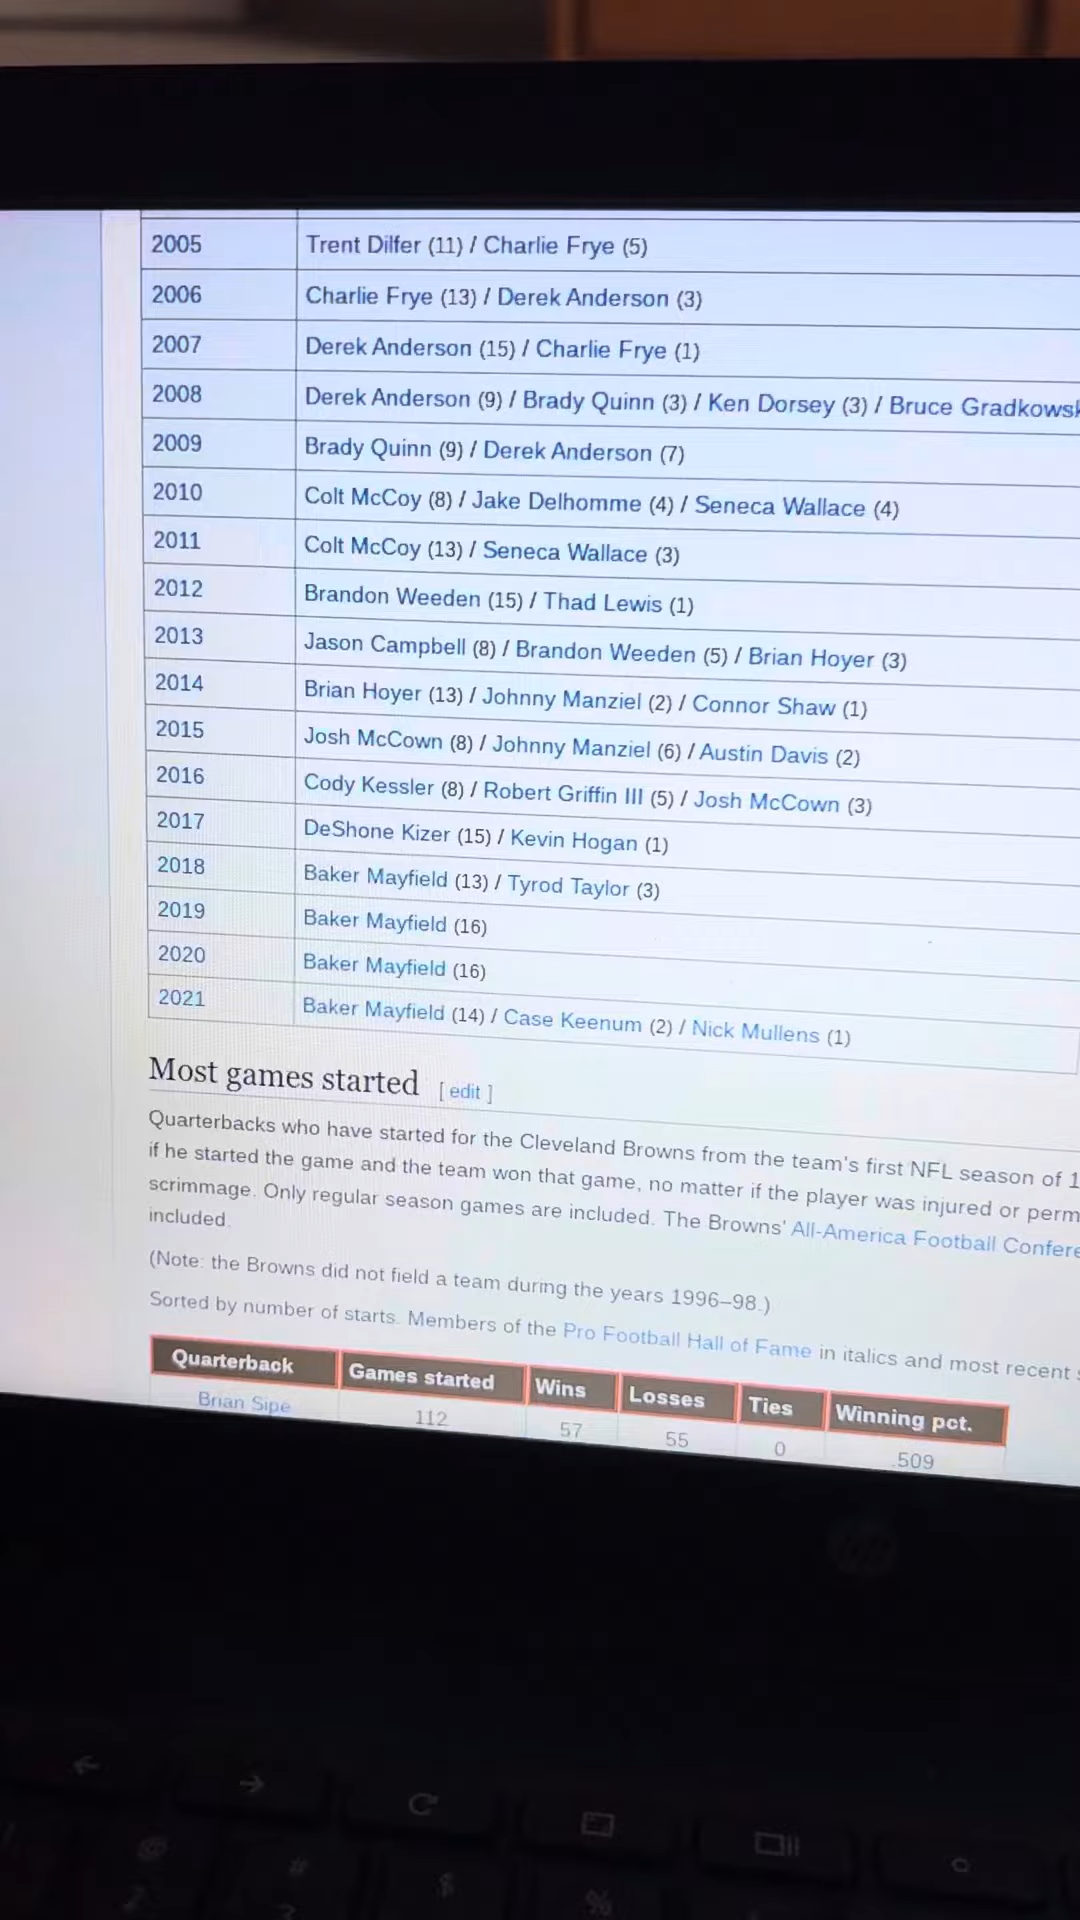 2005 Trent Dilfer (11) / Charlie Frye (5)
2006 Charlie Frye (13) / Derek Anderson (3)
2007 Derek Anderson (15) / Charlie Frye (1)
2008 Derek Anderson (9) / Brady Quinn (3) / Ken Dorsey (3) / Bruce Gradkowsk
2009 Brady Quinn (9) / Derek Anderson (7)
2010 Colt McCoy (8) / Jake Delhomme (4) / Seneca Wallace (4)
2011 Colt McCoy (13) / Seneca Wallace (3)
2012 Brandon Weeden (15) / Thad Lewis (1)
2013 Jason Campbell (8) / Brandon Weeden (5) / Brian Hoyer (3)
2014 Brian Hoyer (13) / Johnny Manziel (2) / Connor Shaw (1)
2015 Josh McCown (8) / Johnny Manziel (6) / Austin Davis (2)
2016 Cody Kessler (8) / Robert Griffin III (5) / Josh McCown (3)
2017 DeShone Kizer (15) / Kevin Hogan (1)
2018 Baker Mayfield (13) / Tyrod Taylor (3)
2019 Baker Mayfield (16)
2020 Baker Mayfield (16)
2021 Baker Mayfield (14) / Case Keenum (2) / Nick Mullens (1)
Most games started [ edit ]
Quarterbacks who have started for the Cleveland Browns from the team's first NFL season of 1
if he started the game and the team won that game, no matter if the player was injured or perm
scrimmage. Only regular season games are included. The Browns' All-America Football Confere
included.
(Note: the Browns did not field a team during the years 1996–98.)
Sorted by number of starts. Members of the Pro Football Hall of Fame in italics and most recent s
Quarterback Games started Wins Losses Ties Winning pct.
Brian Sipe 112 57 55 0 .509
hp
@ # $ %
2